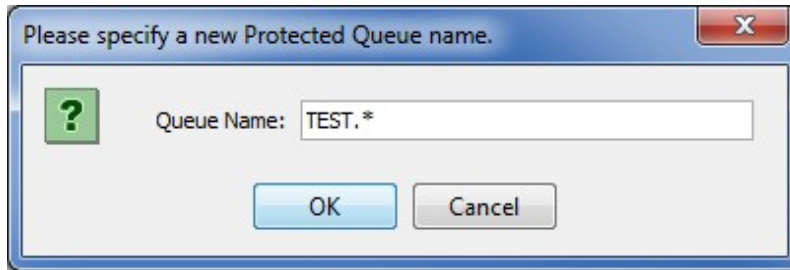 Please specify a new Protected Queue name.
Queue Name: TEST.*
OK Cancel